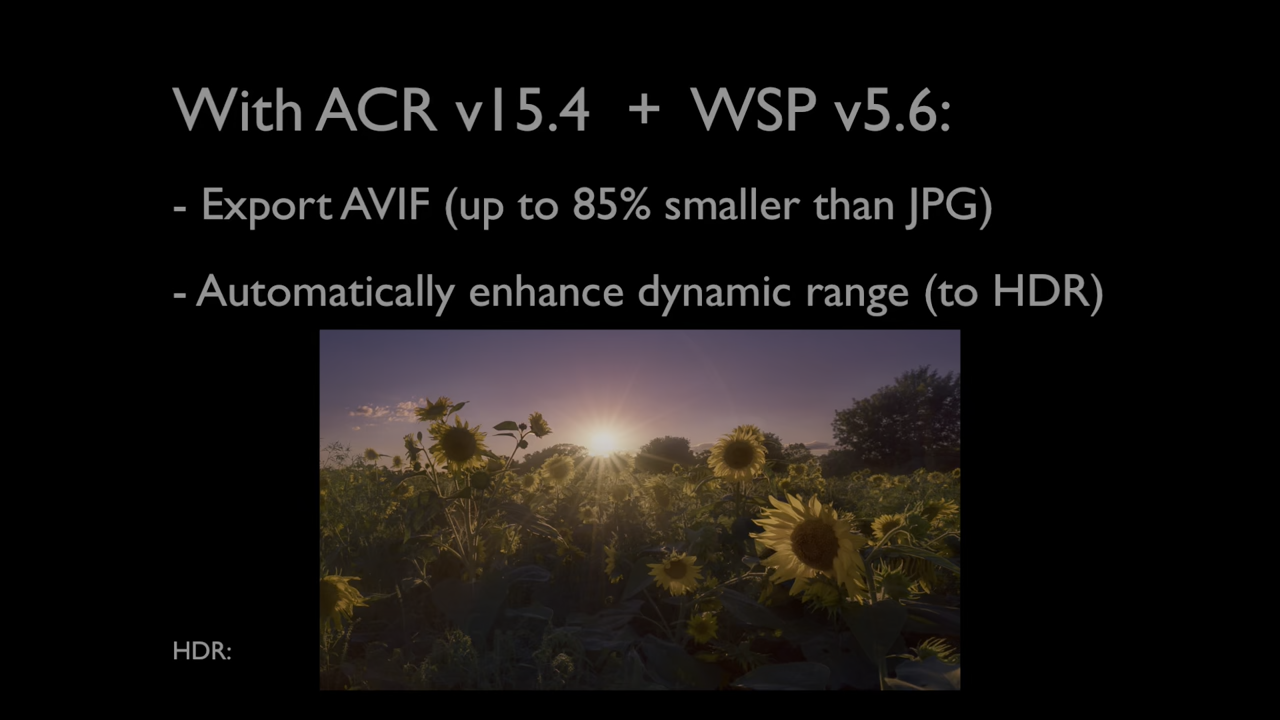 With ACR v15.4 + WSP v5.6:
- Export AVIF (up to 85% smaller than JPG)
- Automatically enhance dynamic range (to HDR)
HDR: